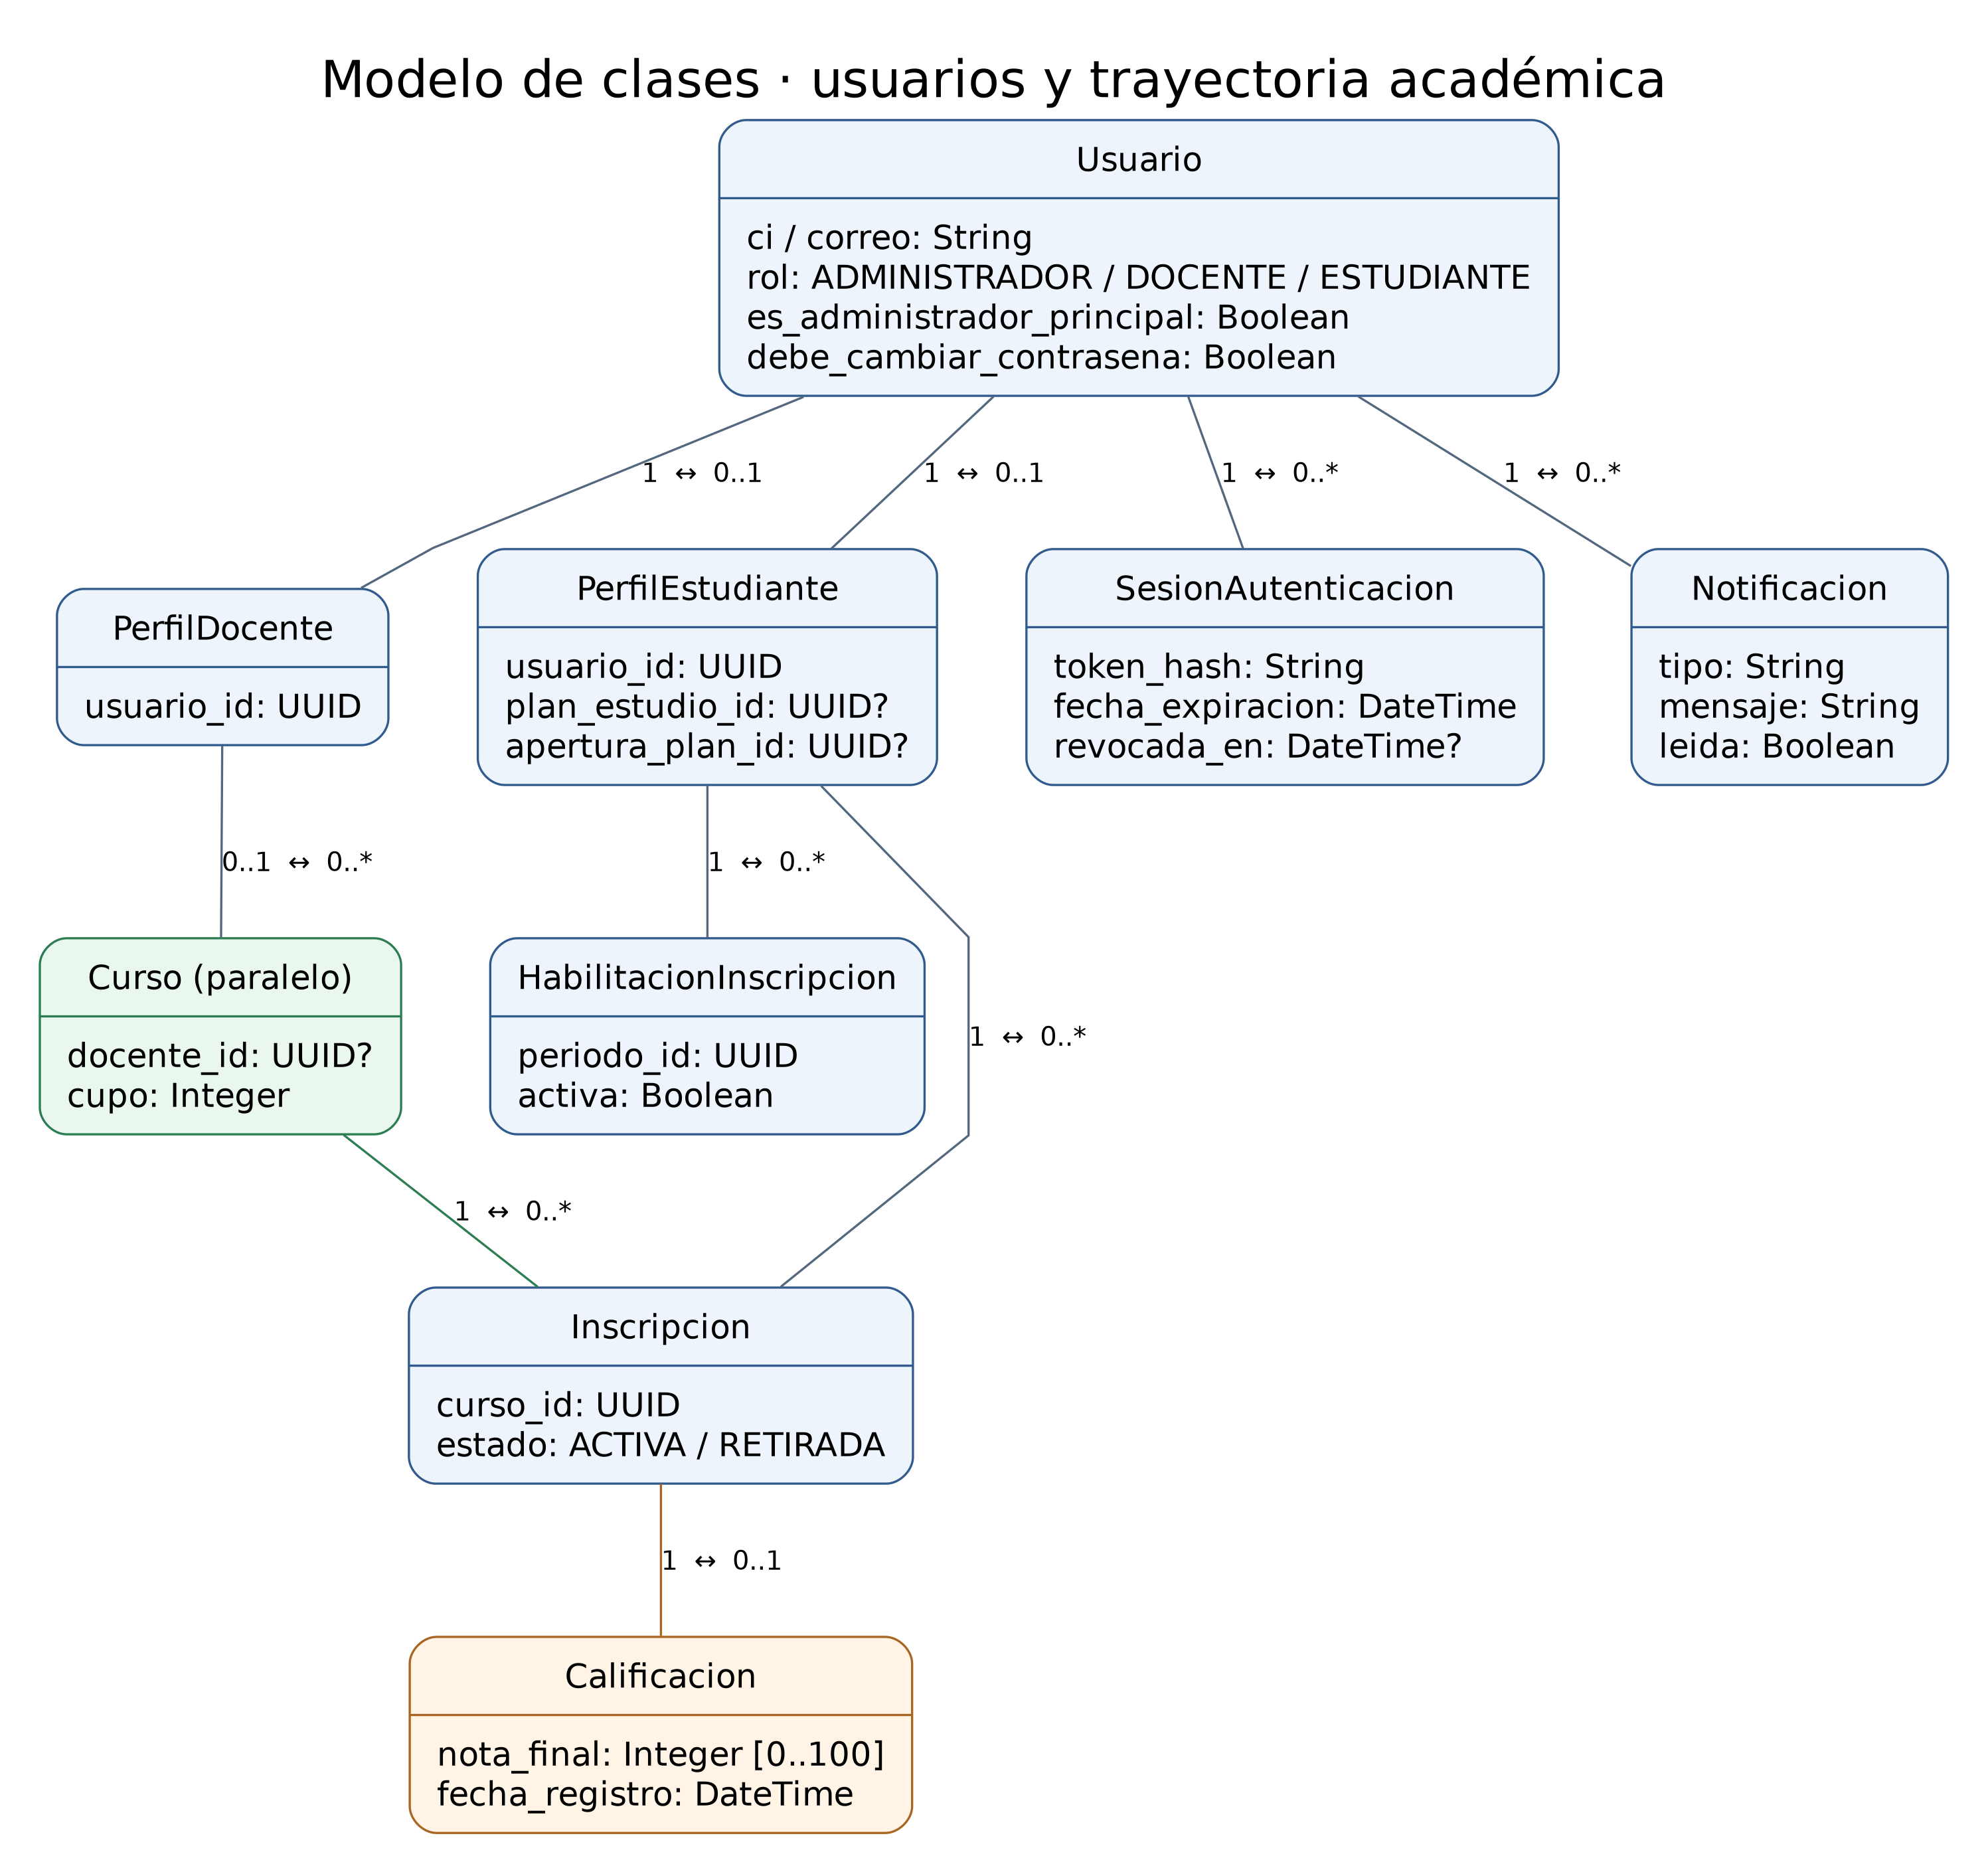 Modelo de clases · usuarios y trayectoria académica
Usuario
ci / correo: String
rol: ADMINISTRADOR / DOCENTE / ESTUDIANTE
es_administrador_principal: Boolean
debe_cambiar_contrasena: Boolean
1 ↔ 0..1
1 ↔ 0..1
1 ↔ 0..*
1 ↔ 0..*
PerfilDocente
usuario_id: UUID
PerfilEstudiante
usuario_id: UUID
plan_estudio_id: UUID?
apertura_plan_id: UUID?
SesionAutenticacion
token_hash: String
fecha_expiracion: DateTime
revocada_en: DateTime?
Notificacion
tipo: String
mensaje: String
leida: Boolean
0..1 ↔ 0..*
1 ↔ 0..*
Curso (paralelo)
docente_id: UUID?
cupo: Integer
HabilitacionInscripcion
periodo_id: UUID
activa: Boolean
1 ↔ 0..*
1 ↔ 0..*
Inscripcion
curso_id: UUID
estado: ACTIVA / RETIRADA
1 ↔ 0..1
Calificacion
nota_final: Integer [0..100]
fecha_registro: DateTime